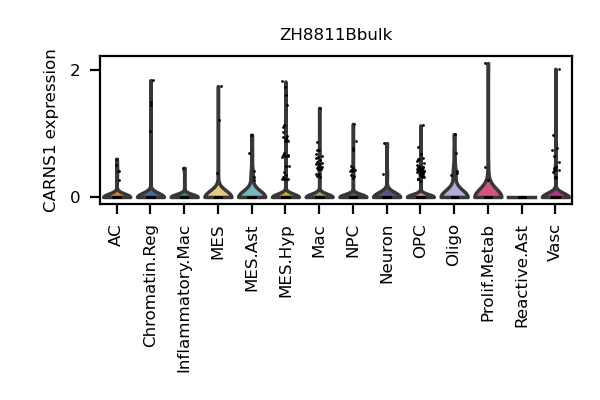 ZH8811Bbulk
CARNS1 expression
2
0
AC
Chromatin.Reg
Inflammatory.Mac
MES
MES.Ast
MES.Hyp
Mac
NPC
Neuron
OPC
Oligo
Prolif.Metab
Reactive.Ast
Vasc